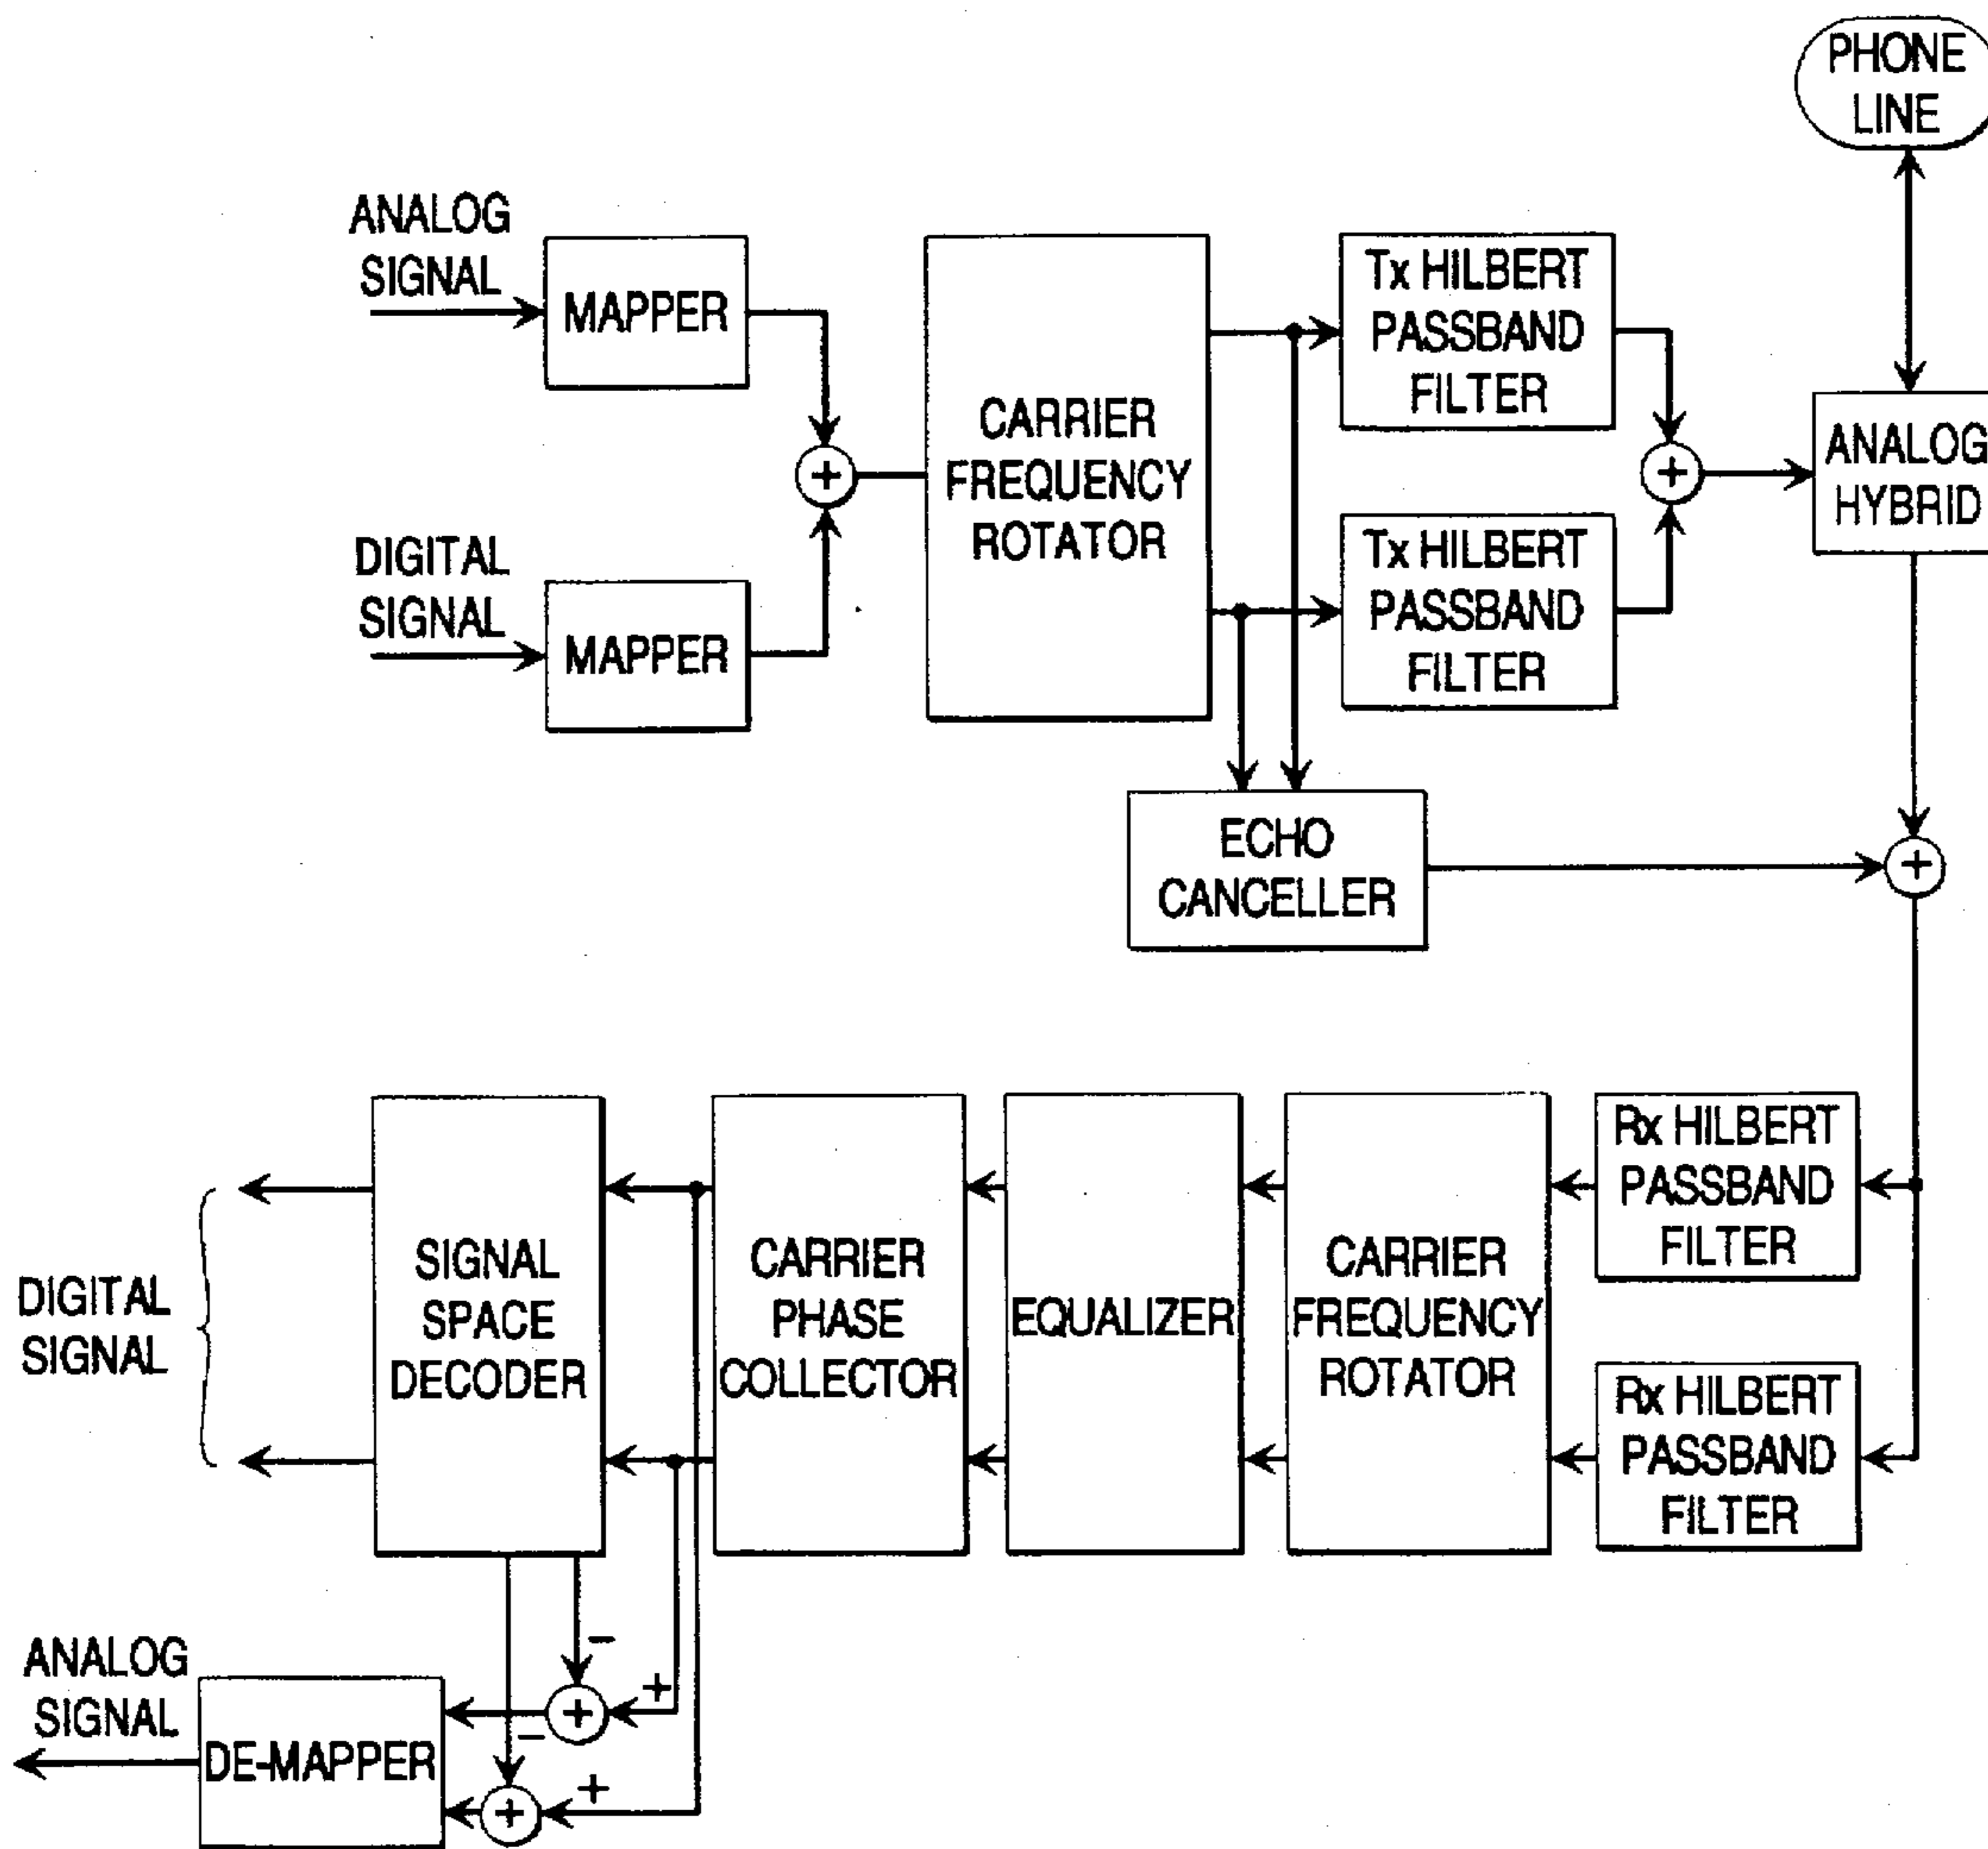 PHONE
LINE
ANALOG
SIGNAL
MAPPER
DIGITAL
SIGNAL
MAPPER
+
CARRIER
FREQUENCY
ROTATOR
Tx HILBERT
PASSBAND
FILTER
Tx HILBERT
PASSBAND
FILTER
+
ANALOG
HYBRID
ECHO
CANCELLER
+
Rx HILBERT
PASSBAND
FILTER
Rx HILBERT
PASSBAND
FILTER
CARRIER
FREQUENCY
ROTATOR
EQUALIZER
CARRIER
PHASE
COLLECTOR
SIGNAL
SPACE
DECODER
DIGITAL
SIGNAL
−
+
+
−
+
+
ANALOG
SIGNAL
DE-MAPPER